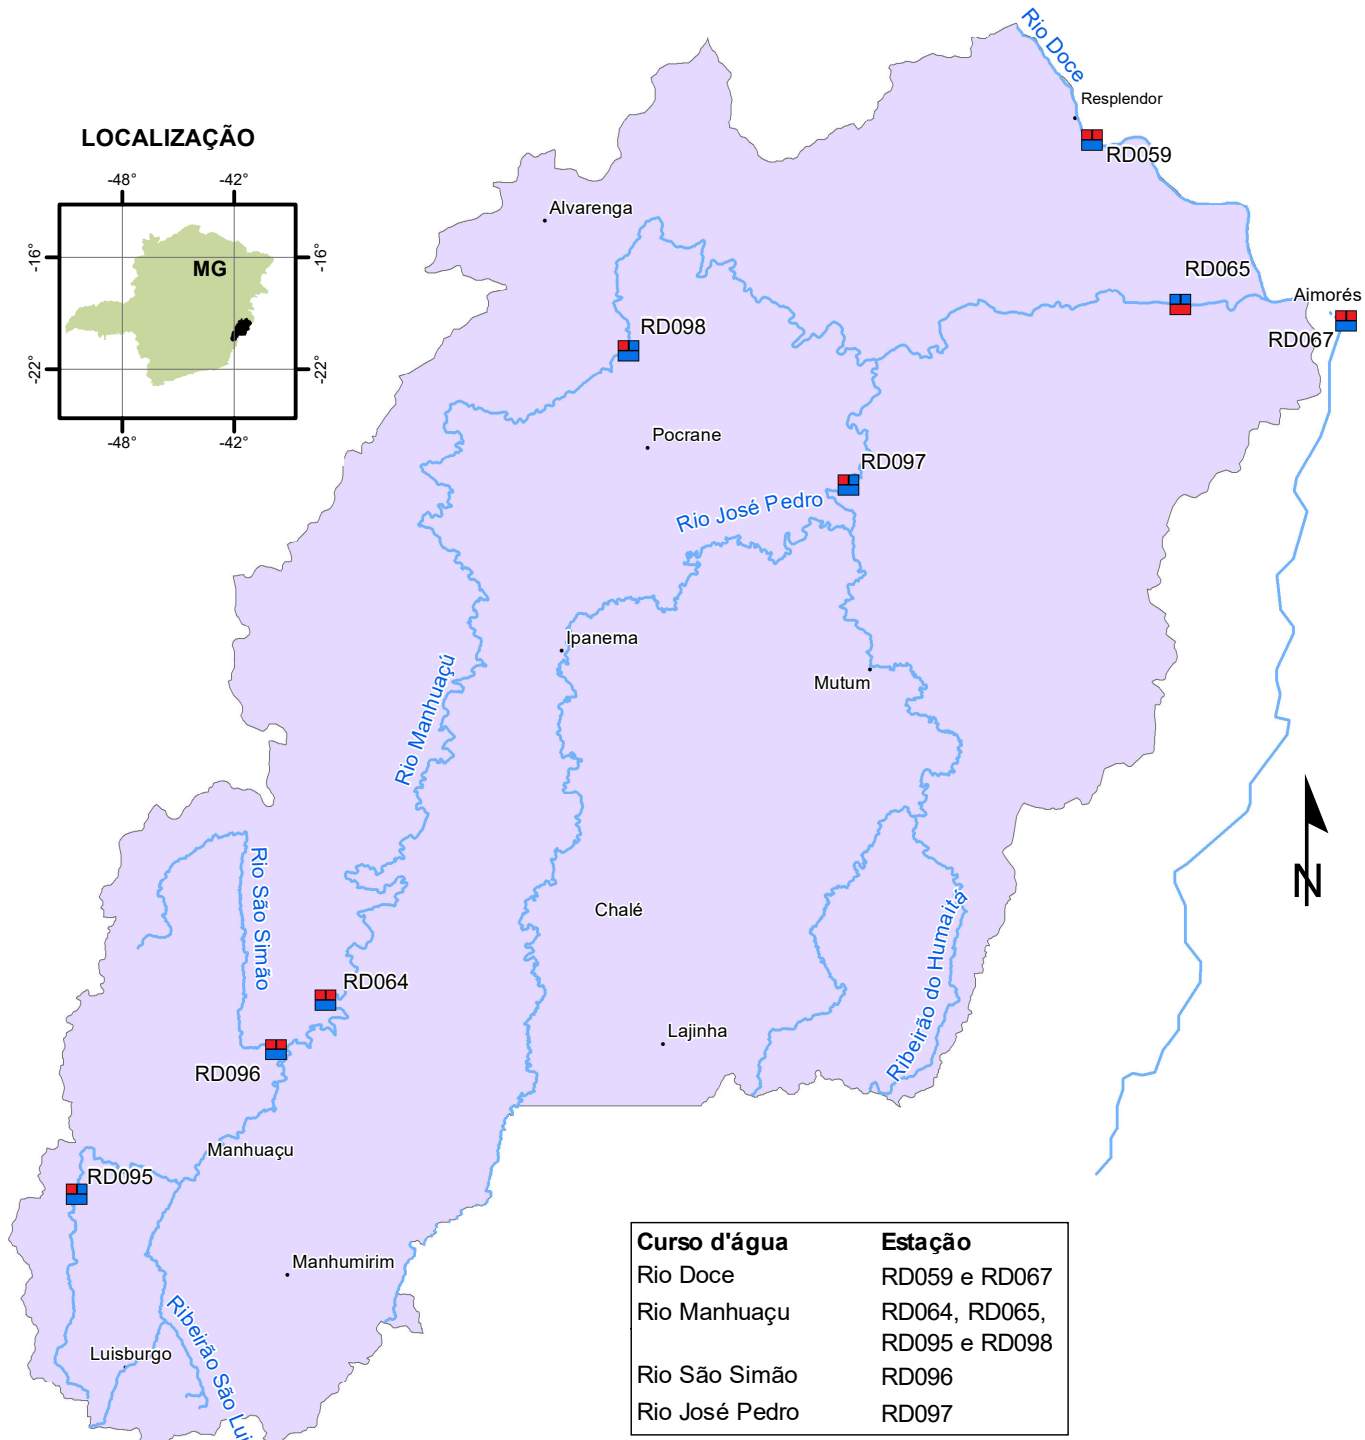 Rio Doce
Resplendor
RD059
LOCALIZAÇÃO
-48°
-42°
-16°
MG
-16°
-22°
-22°
-48°
-42°
Alvarenga
RD065
Aimorés
RD067
RD098
Pocrane
RD097
Rio José Pedro
Ipanema
Mutum
Rio Manhuaçú
Rio São Simão
Chalé
Ribeirão do Humaitá
N
RD064
Lajinha
RD096
Manhuaçu
RD095
Manhumirim
Luisburgo
Ribeirão São Lui
Curso d'água Estação
Rio Doce RD059 e RD067
Rio Manhuaçu RD064, RD065,
RD095 e RD098
Rio São Simão RD096
Rio José Pedro RD097